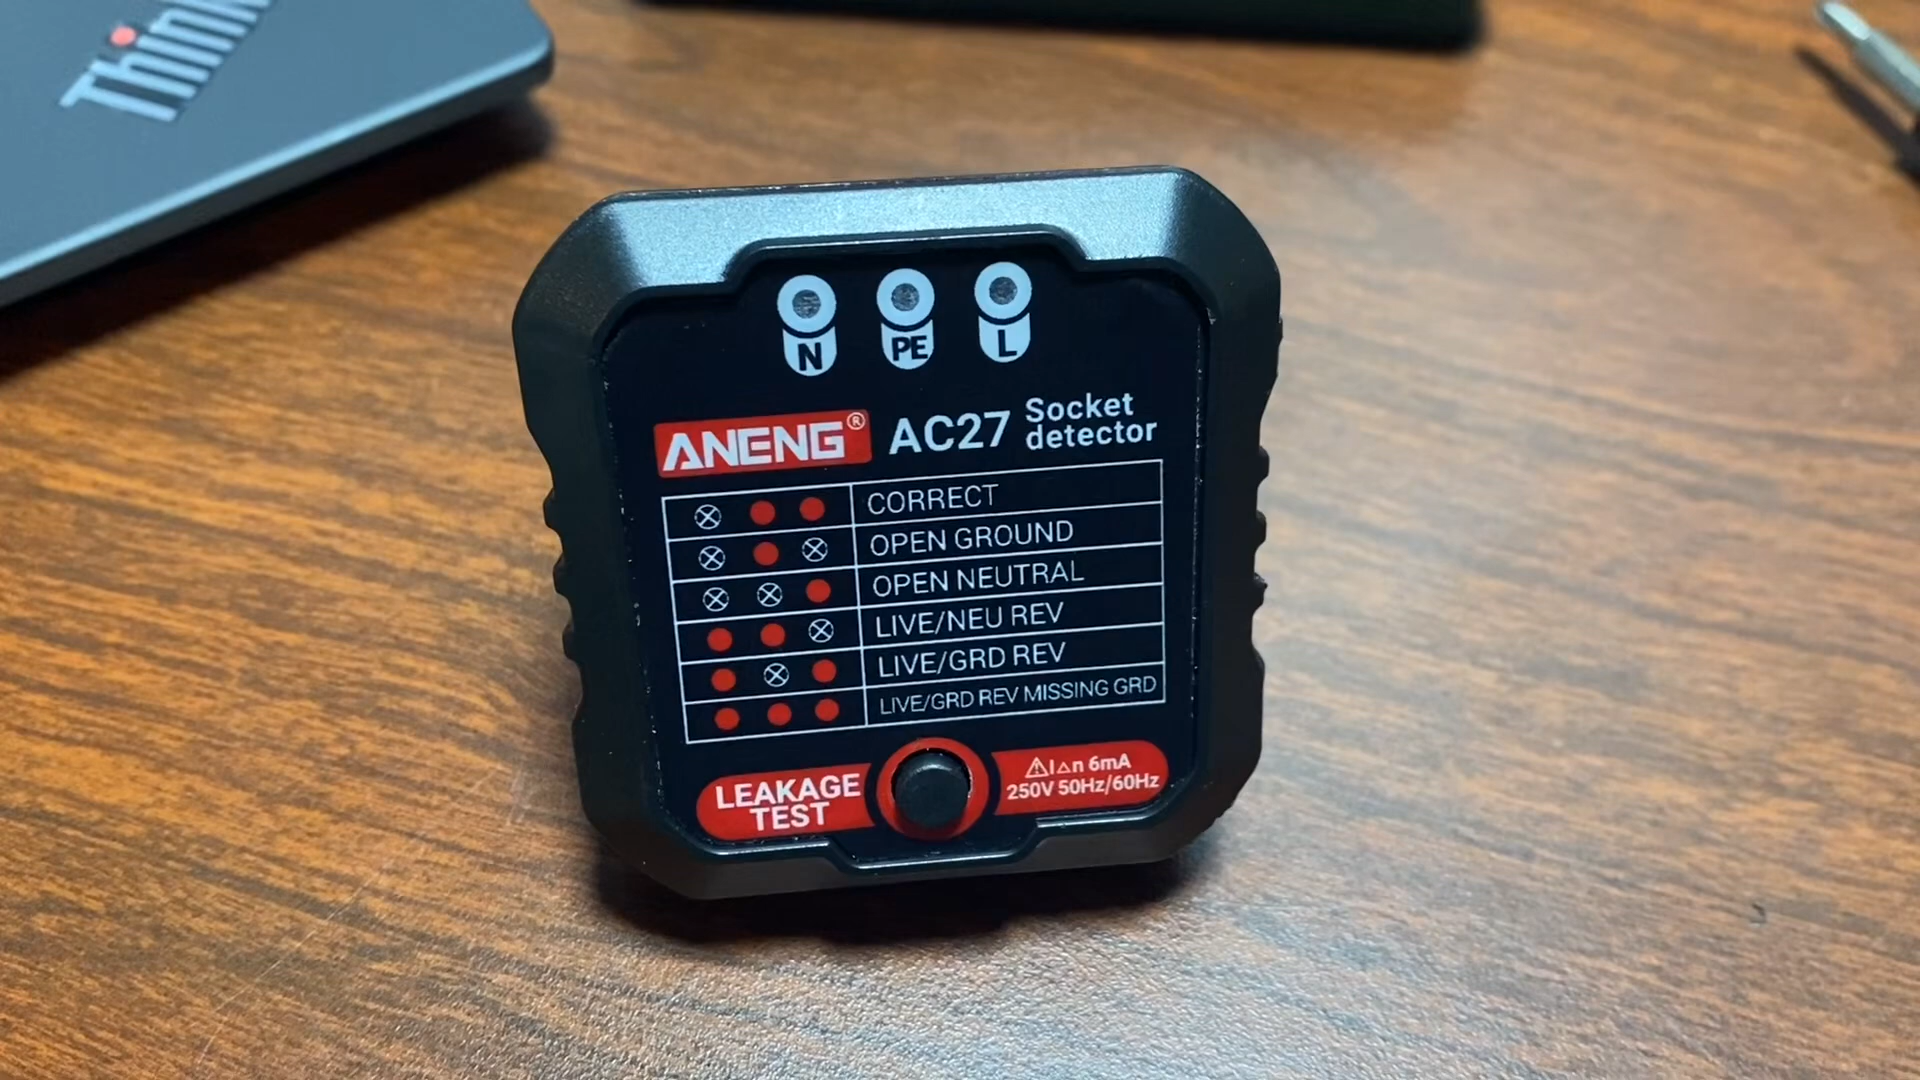 Think
N PE L
ANENG® AC27 Socket
detector
CORRECT
OPEN GROUND
OPEN NEUTRAL
LIVE/NEU REV
LIVE/GRD REV
LIVE/GRD REV MISSING GRD
LEAKAGE
TEST
⚠I△n 6mA
250V 50Hz/60Hz